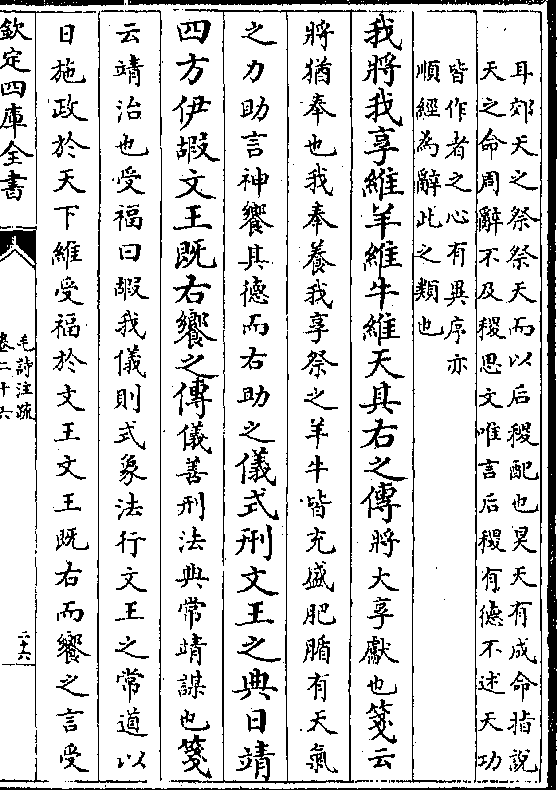 耳郊天之祭祭天而以后稷配也昊天有成命指說
天之命周辭不及稷思文唯言后稷有德不述天功
皆作者之心有異序亦
順經為辭此之類也
我將我享維羊維牛維天其右之傳將大享獻也箋云
將猶奉也我奉養我享祭之羊牛皆充盛肥腯有天氣
之力助言神饗其德而右助之儀式刑文王之典日靖
四方伊嘏文王既右饗之傳儀善刑法典常靖謀也箋
云靖治也受福曰嘏我儀則式象法行文王之常道以
日施政於天下維受福於文王文王既右而饗之言受
欽定四庫全書
毛詩注疏
卷二十六
二十六